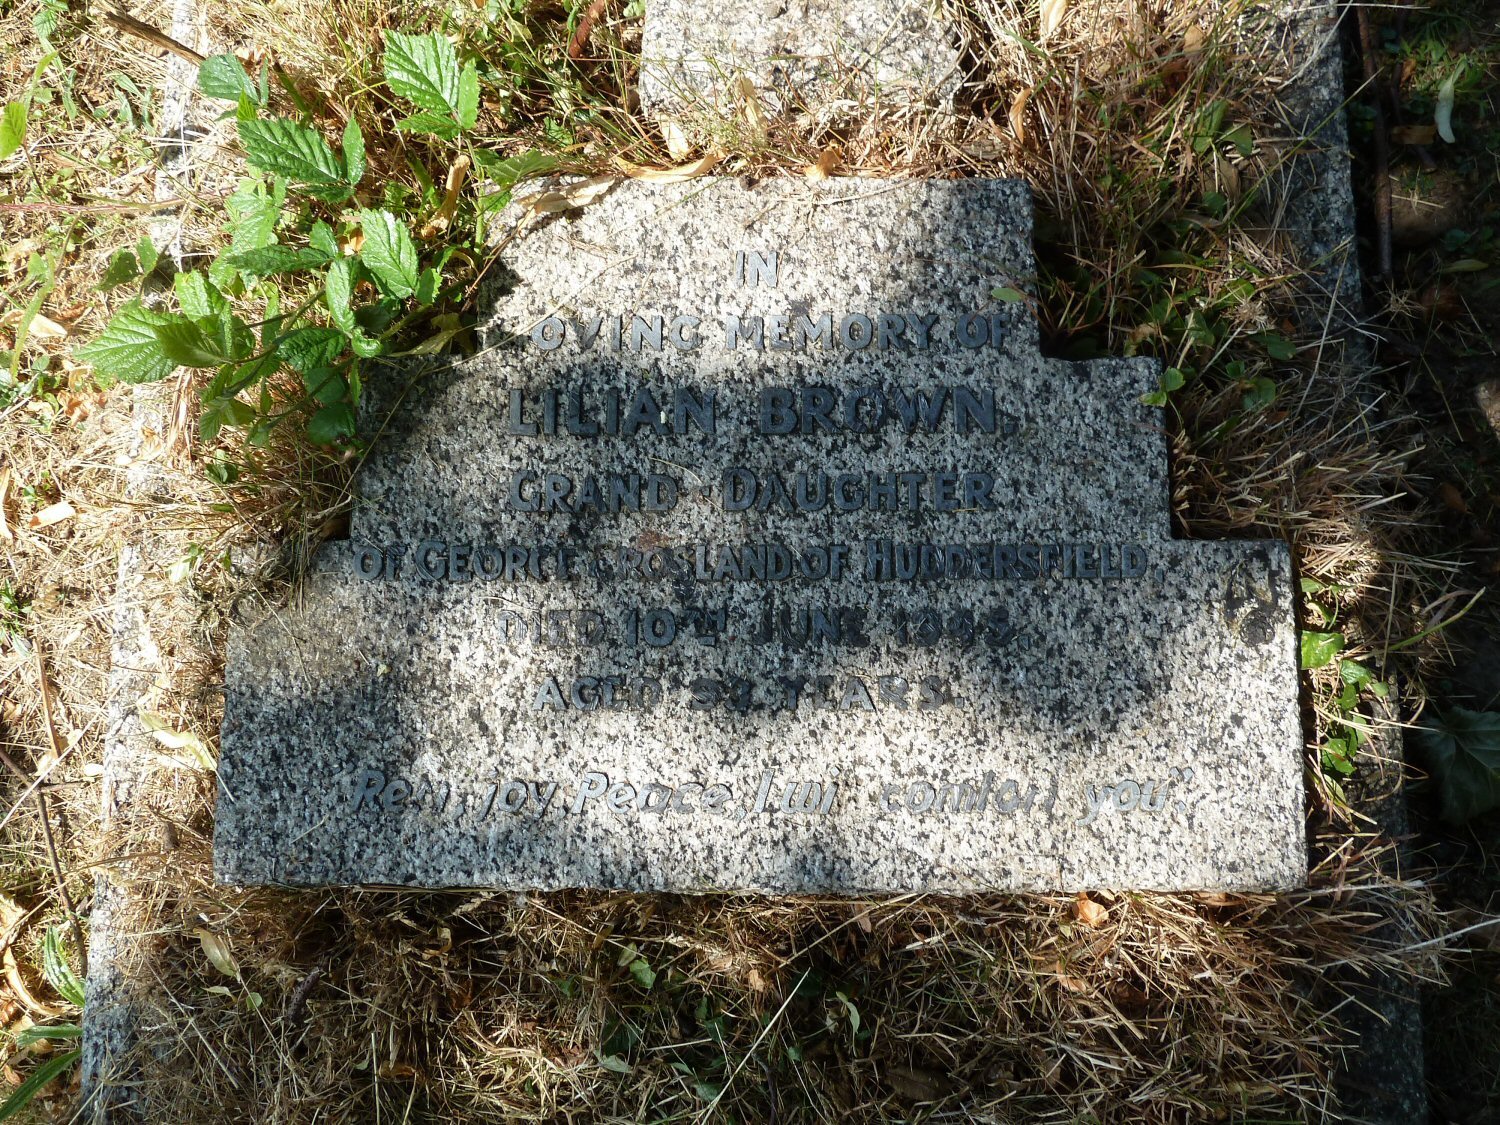 IN
LOVING MEMORY OF
LILIAN BROWN.
GRAND-DAUGHTER
OF GEORGE CROSLAND OF HUDDERSFIELD,
DIED 10TH JUNE
AGED YEARS.
joy, Peace, I comfort you".